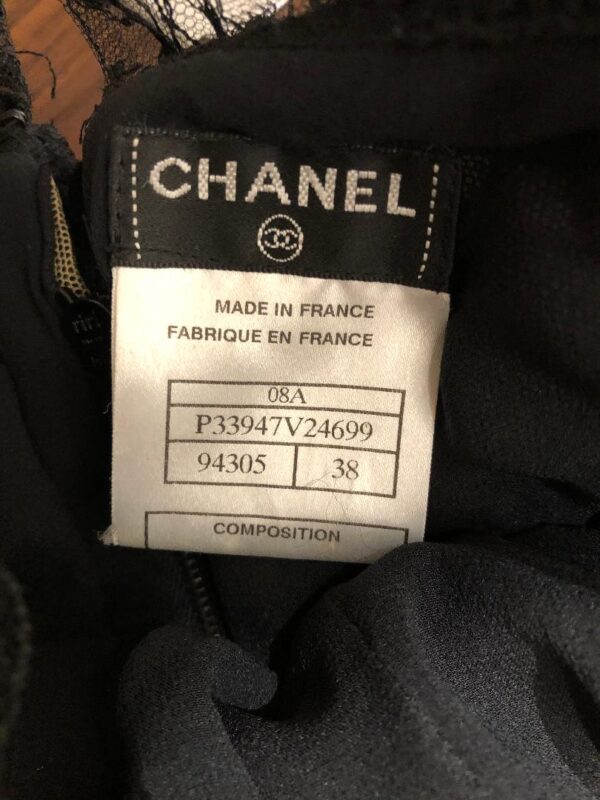 CHANEL
MADE IN FRANCE
FABRIQUE EN FRANCE
08A
P33947V24699
94305 38
COMPOSITION